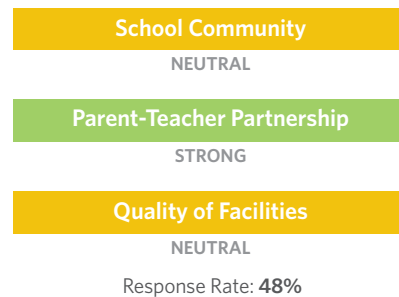 School Community
NEUTRAL
Parent-Teacher Partnership
STRONG
Quality of Facilities
NEUTRAL
Response Rate: 48%